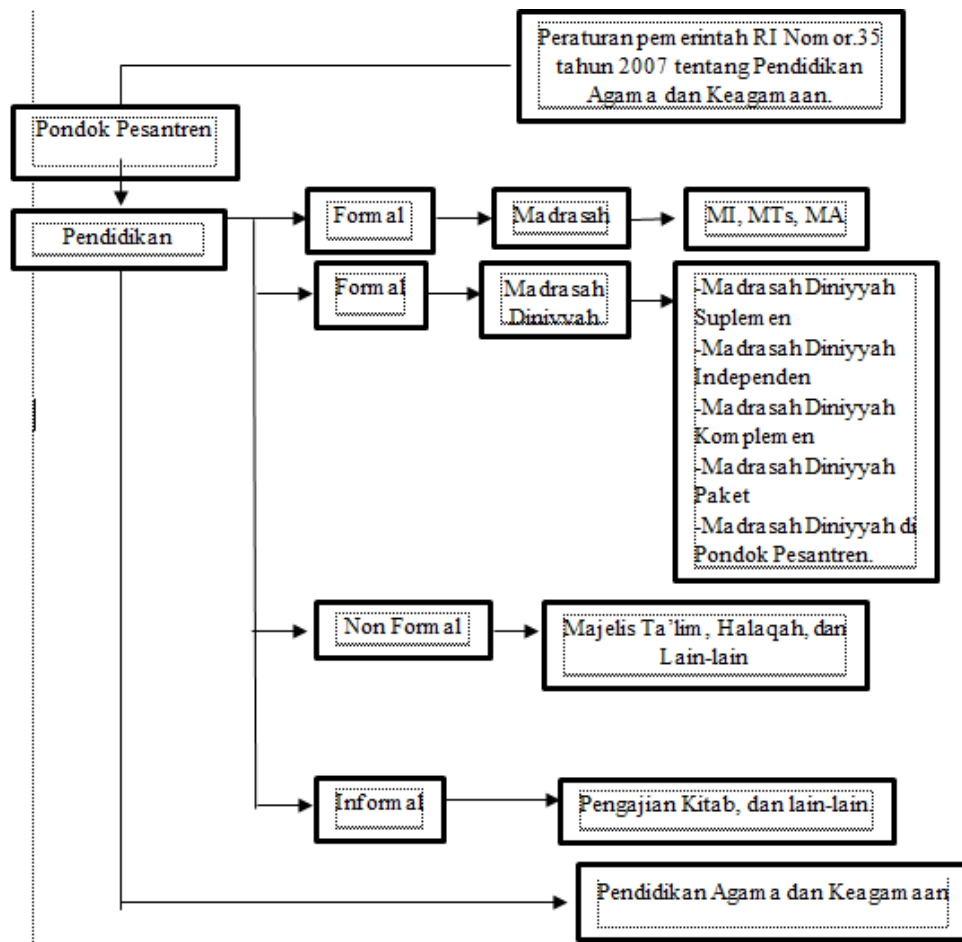 Peraturan pemerintah RI Nomor.35
tahun 2007 tentang Pendidikan
Agama dan Keagamaan.
Pondok Pesantren
Pendidikan
Formal
Madrasah
MI, MTs, MA
Formal
Madrasah
Diniyyah.
-Madrasah Diniyyah
Suplemen
-Madrasah Diniyyah
Independen
-Madrasah Diniyyah
Komplemen
-Madrasah Diniyyah
Paket
-Madrasah Diniyyah di
Pondok Pesantren.
Non Formal
Majelis Ta’lim, Halaqah, dan
Lain-lain
Informal
Pengajian Kitab, dan lain-lain.
Pendidikan Agama dan Keagamaan